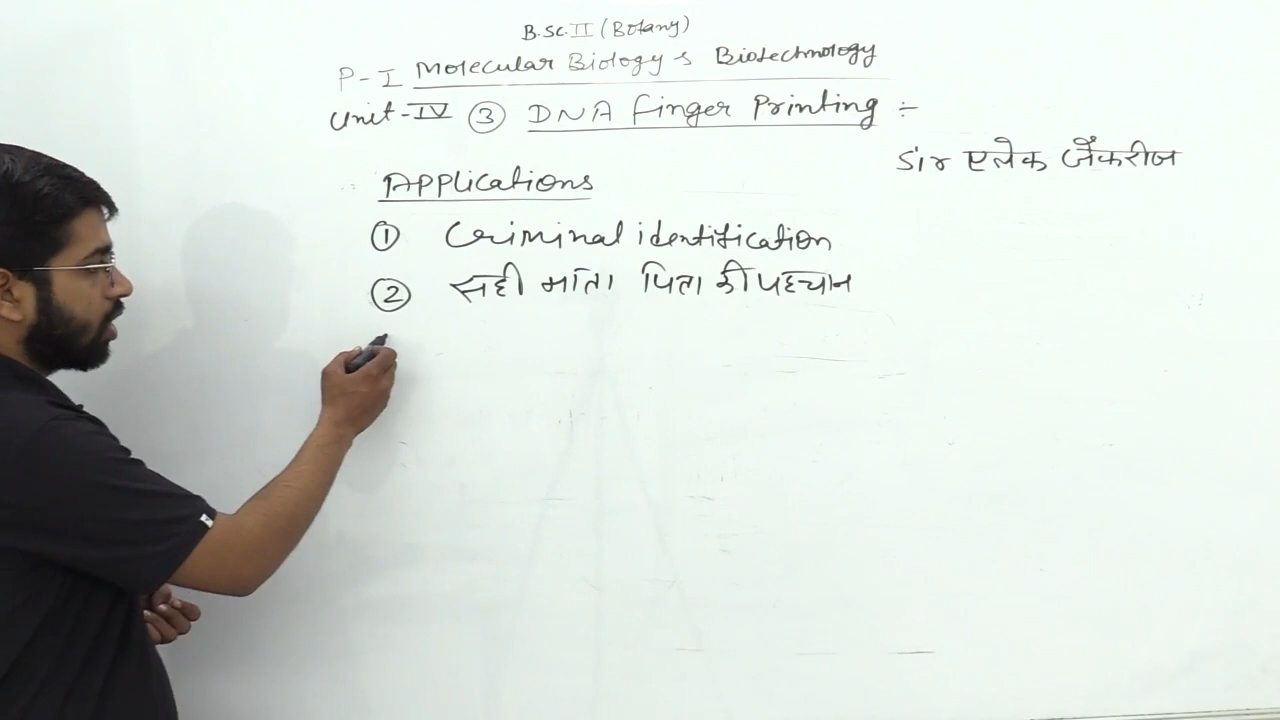 B.Sc.II (Botany)
P-I Molecular Biology & Biotechnology
Unit-IV ③ DNA Finger Printing ÷
Sir एलेक जैंकरीज
Applications
① Criminal identification
② सही माता पिता की पहचान